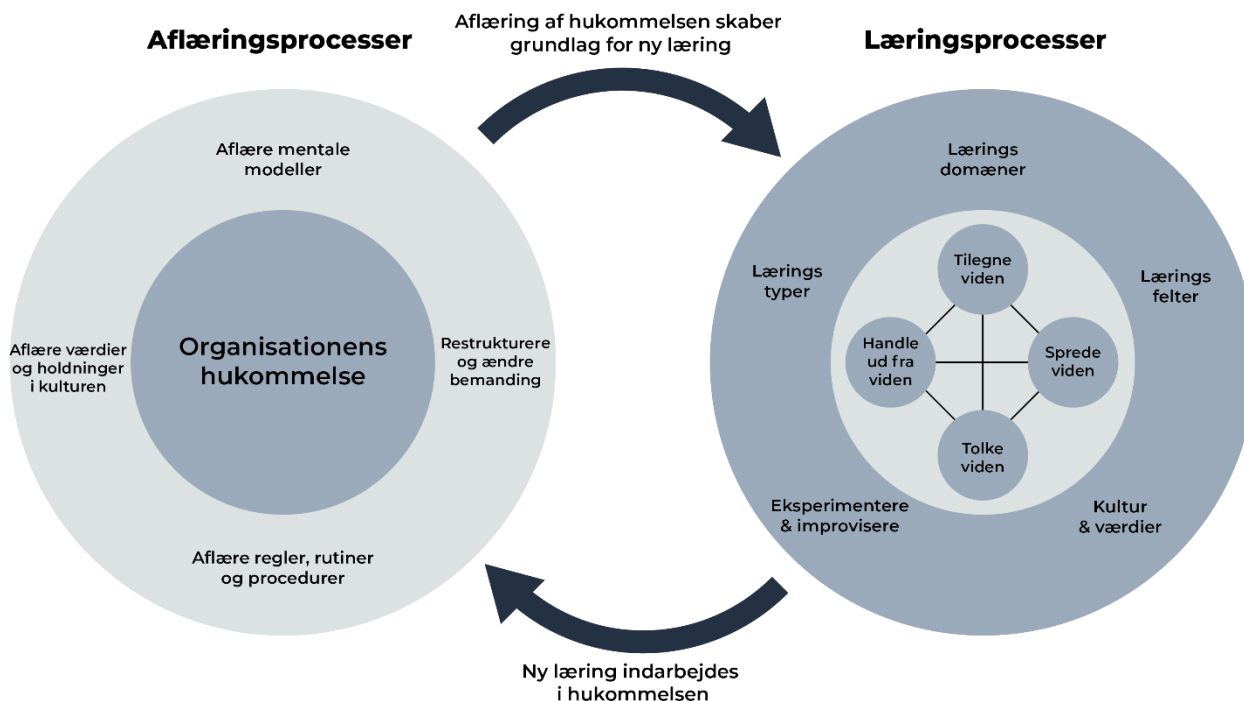 Aflæringsprocesser
Aflæring af hukommelsen skaber
grundlag for ny læring
Læringsprocesser
Aflære mentale
modeller
Aflære værdier
og holdninger
i kulturen
Organisationens
hukommelse
Restrukturere
og ændre
bemanding
Aflære regler, rutiner
og procedurer
Lærings
domæner
Lærings
typer
Lærings
felter
Tilegne
viden
Handle
ud fra
viden
Sprede
viden
Tolke
viden
Eksperimentere
& improvisere
Kultur
& værdier
Ny læring indarbejdes
i hukommelsen